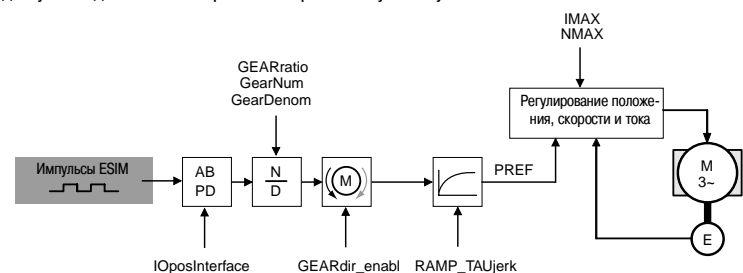 IMAX
NMAX
GEARratio
GearNum
GearDenom
Регулирование положе-
ния, скорости и тока
Импульсы ESIM
AB
PD
N
D
M
PREF
M
3~
E
IOposInterface
GEARdir_enabl
RAMP_TAUjerk